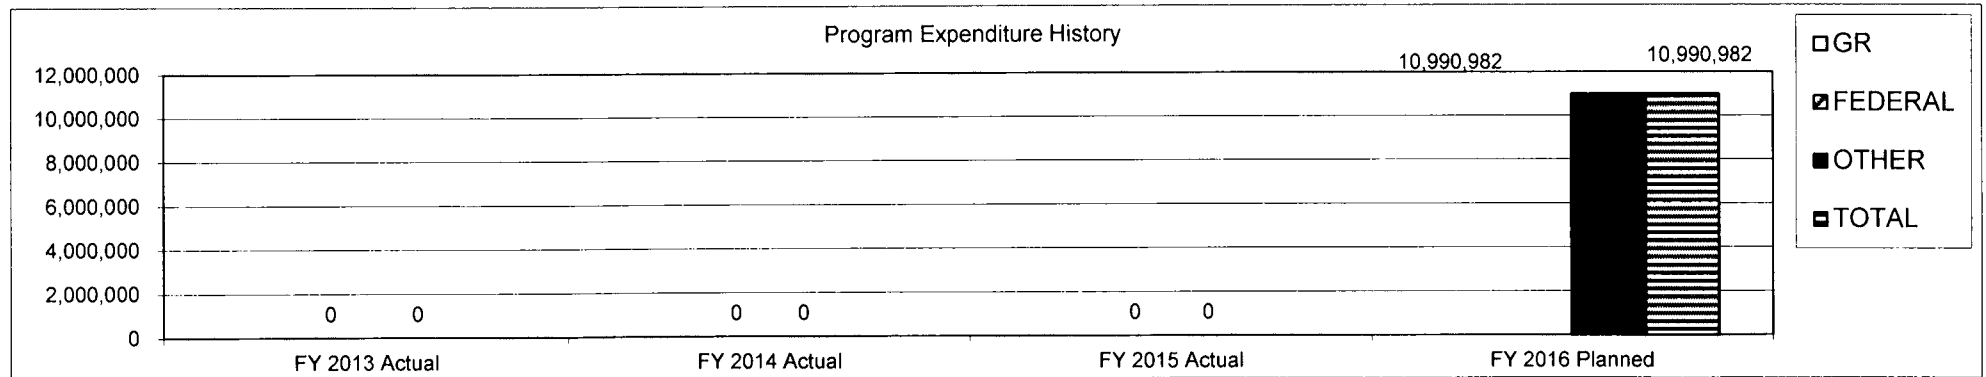 Program Expenditure History
10,990,982 10,990,982
12,000,000
10,000,000
8,000,000
6,000,000
4,000,000
2,000,000
0
0 0 0 0 0 0
FY 2013 Actual FY 2014 Actual FY 2015 Actual FY 2016 Planned
GR
FEDERAL
OTHER
TOTAL